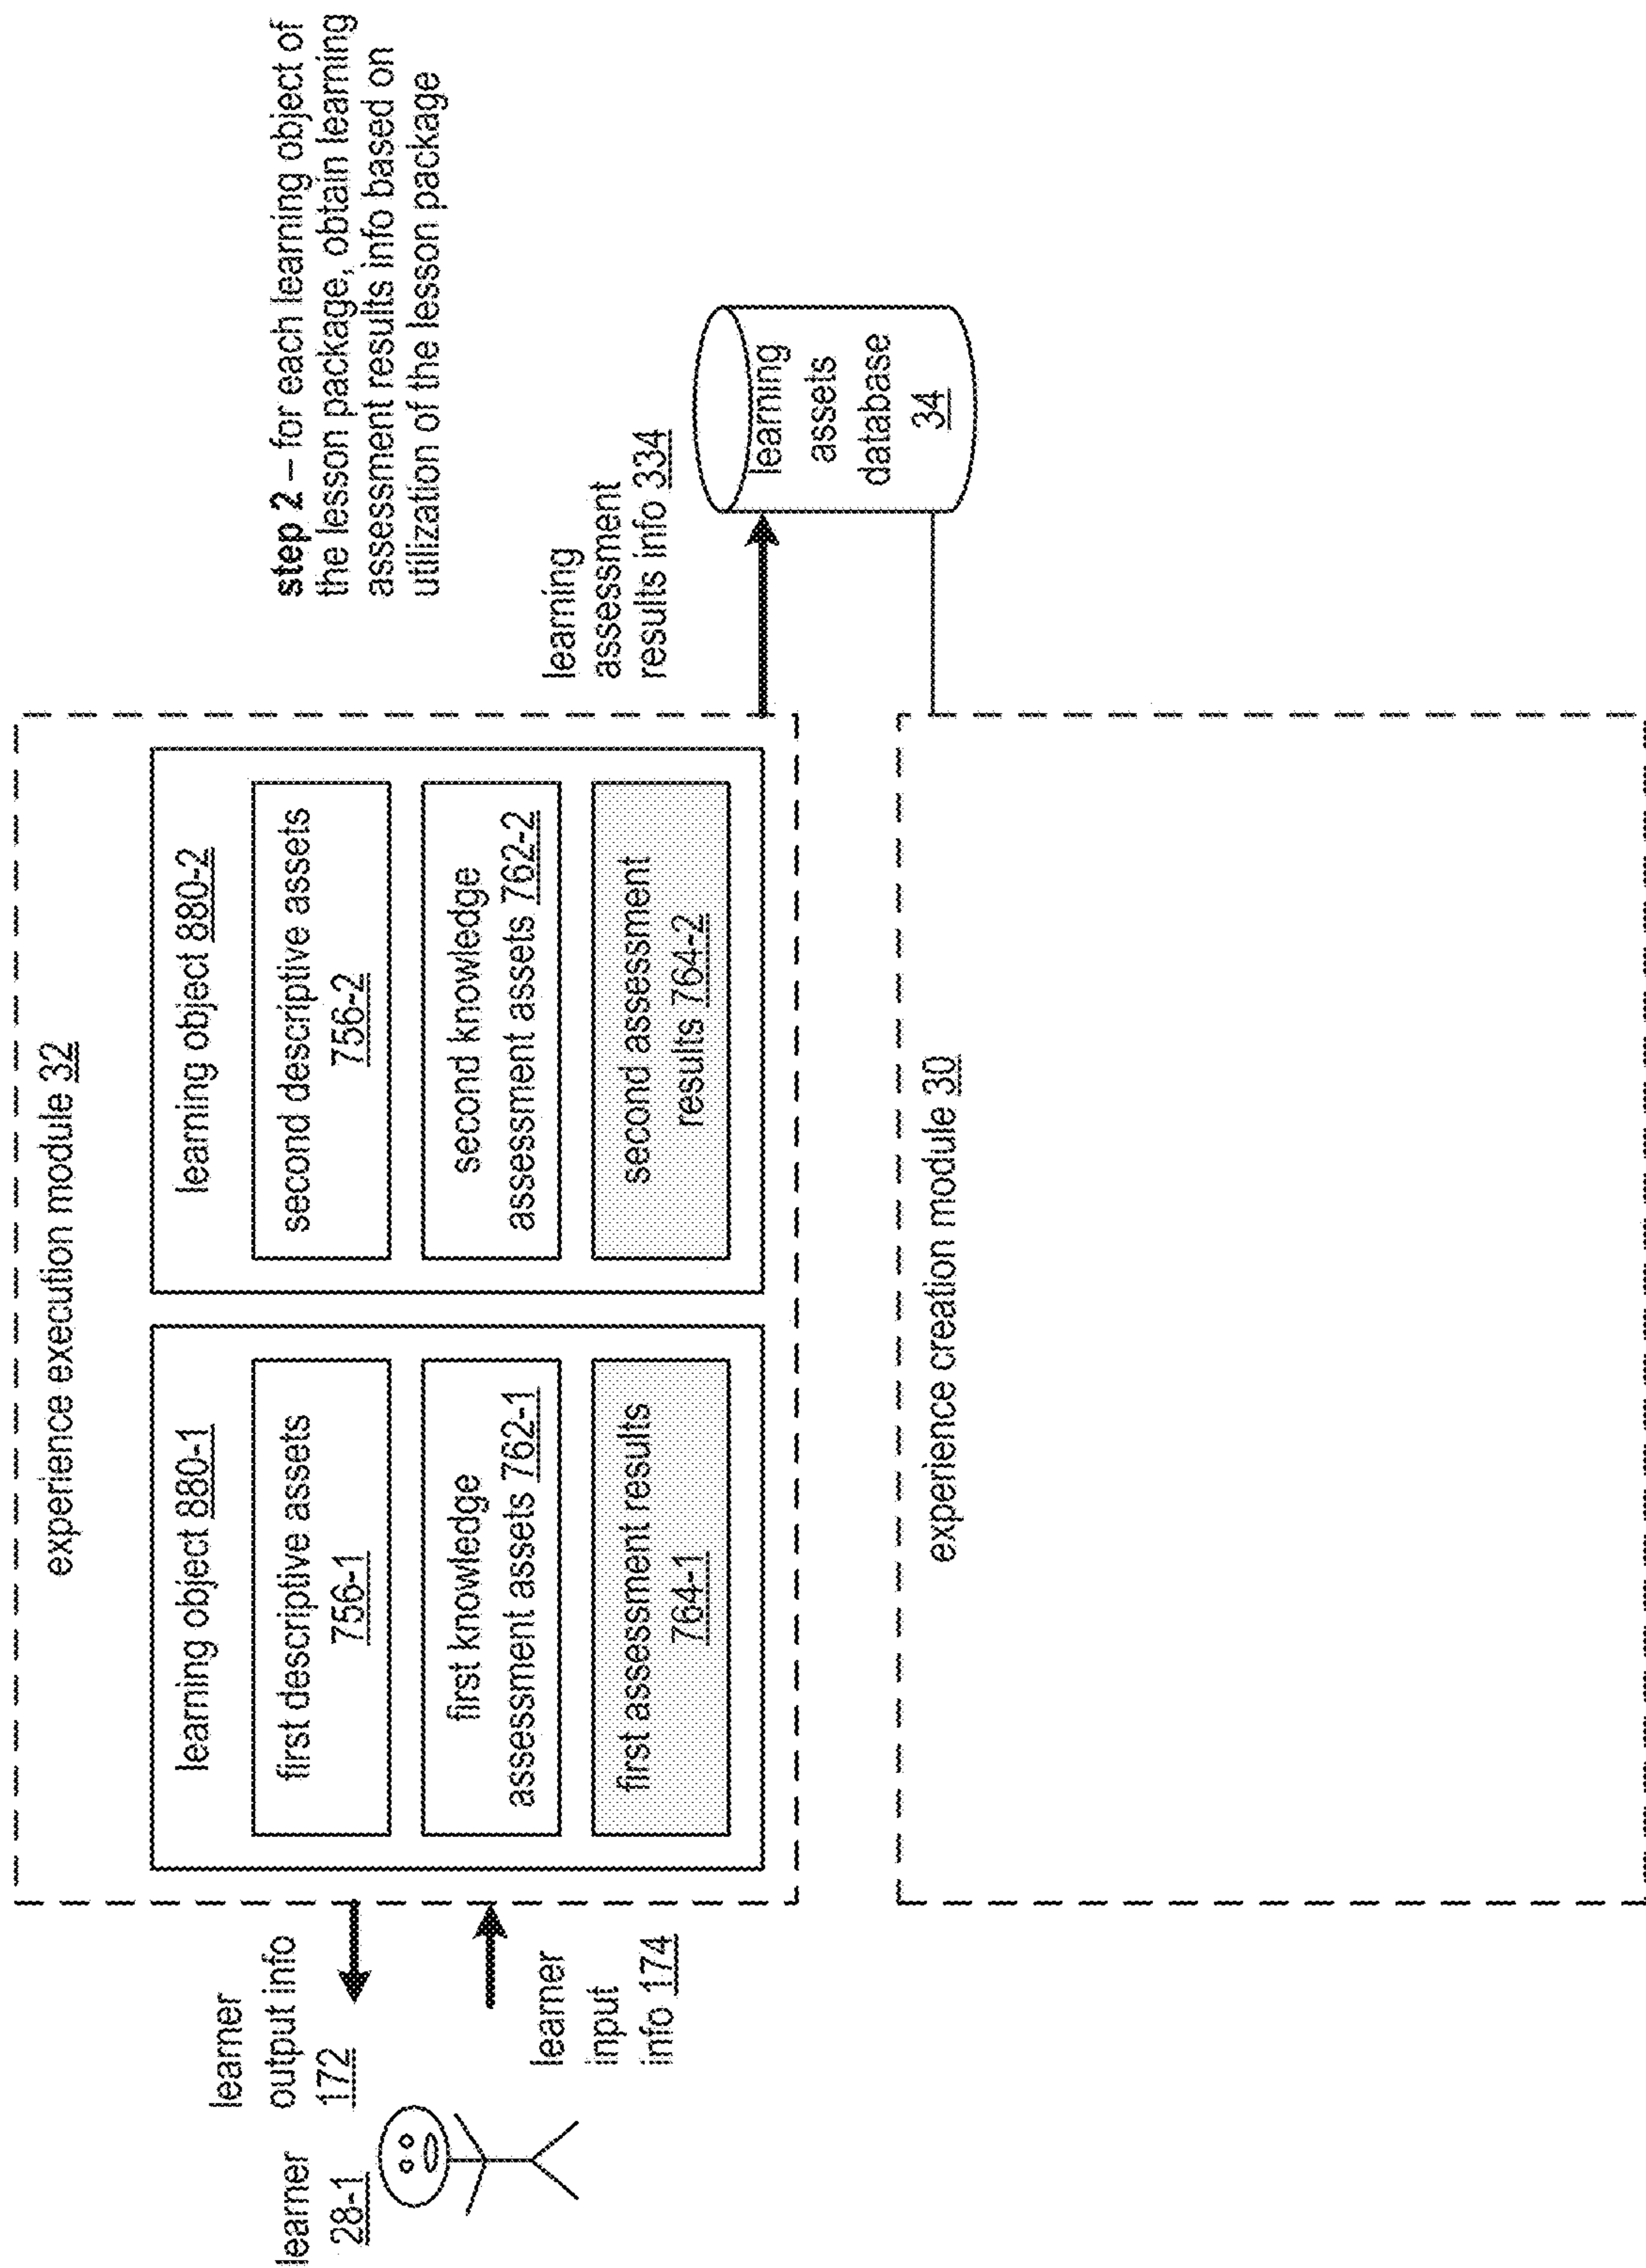 step 2 – for each learning object of
the lesson package, obtain learning
assessment results info based on
utilization of the lesson package
experience execution module 32
learning object 880-1
first descriptive assets
756-1
first knowledge
assessment assets 762-1
first assessment results
764-1
learning object 880-2
second descriptive assets
756-2
second knowledge
assessment assets 762-2
second assessment
results 764-2
learner
output info
172
learner
28-1
learner
input
info 174
learning
assessment
results info 334
learning
assets
database
34
experience creation module 30